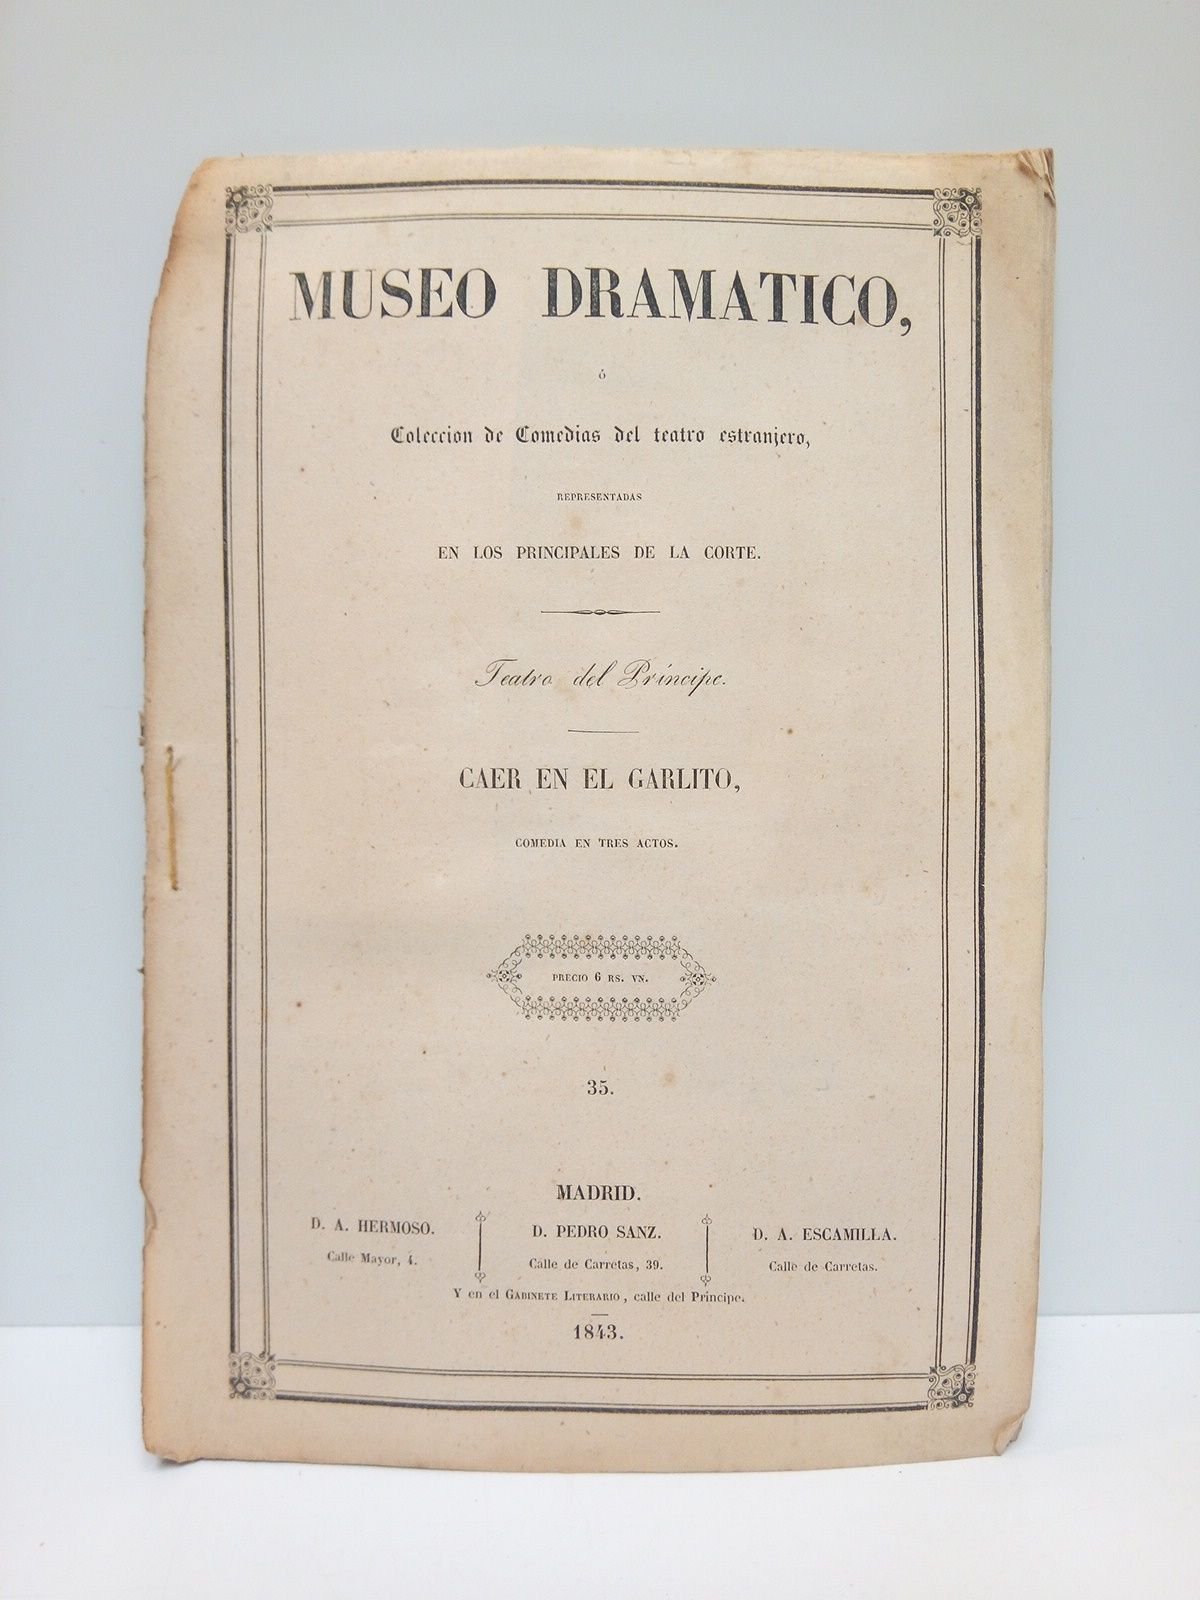 MUSEO DRAMATICO,
ó
Coleccion de Comedias del teatro estranjero,
REPRESENTADAS
EN LOS PRINCIPALES DE LA CORTE.
Teatro del Príncipe.
CAER EN EL GARLITO,
COMEDIA EN TRES ACTOS.
PRECIO 6 RS. VN.
35.
MADRID.
D. A. HERMOSO.
Calle Mayor, 4.
D. PEDRO SANZ.
Calle de Carretas, 39.
D. A. ESCAMILLA.
Calle de Carretas.
Y en el GABINETE LITERARIO, calle del Príncipe.
1843.